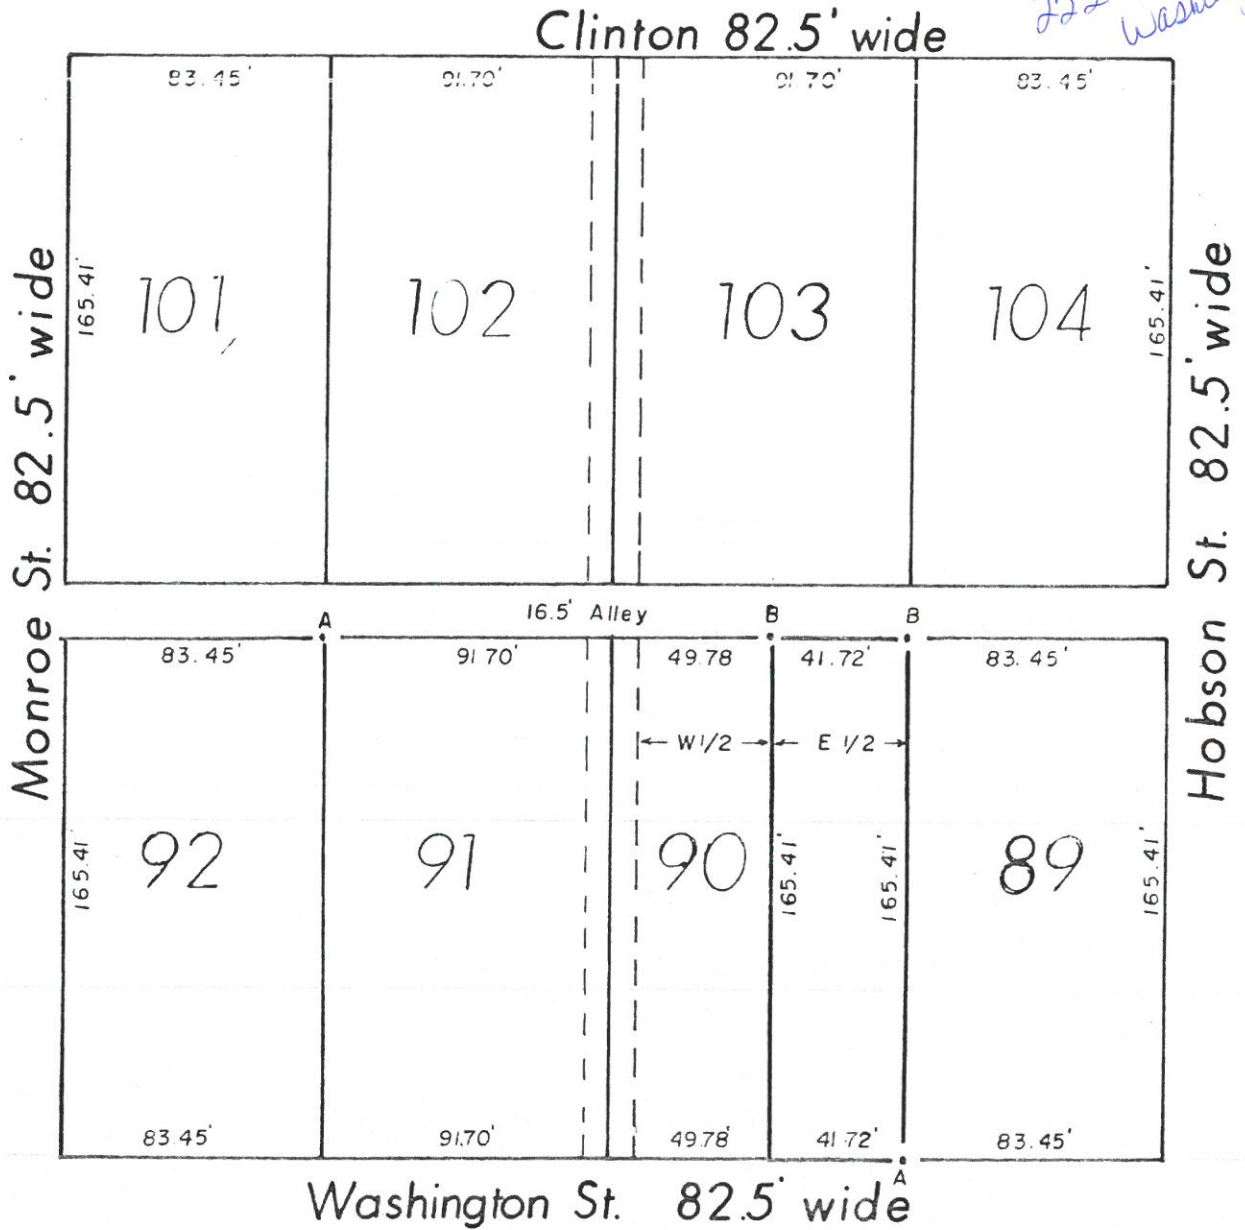 222
Clinton 82.5' wide
83.45' 91.70' 91.70' 83.45'
Monroe St. 82.5' wide
165.41'
101
102
103
104
165.41'
Hobson St. 82.5' wide
A 16.5' Alley B B
83.45' 91.70' 49.78 41.72' 83.45'
W 1/2 E 1/2
165.41'
92
91
90
165.41'
165.41'
89
165.41'
83.45' 91.70' 49.78' 41.72' 83.45'
A
Washington St. 82.5' wide